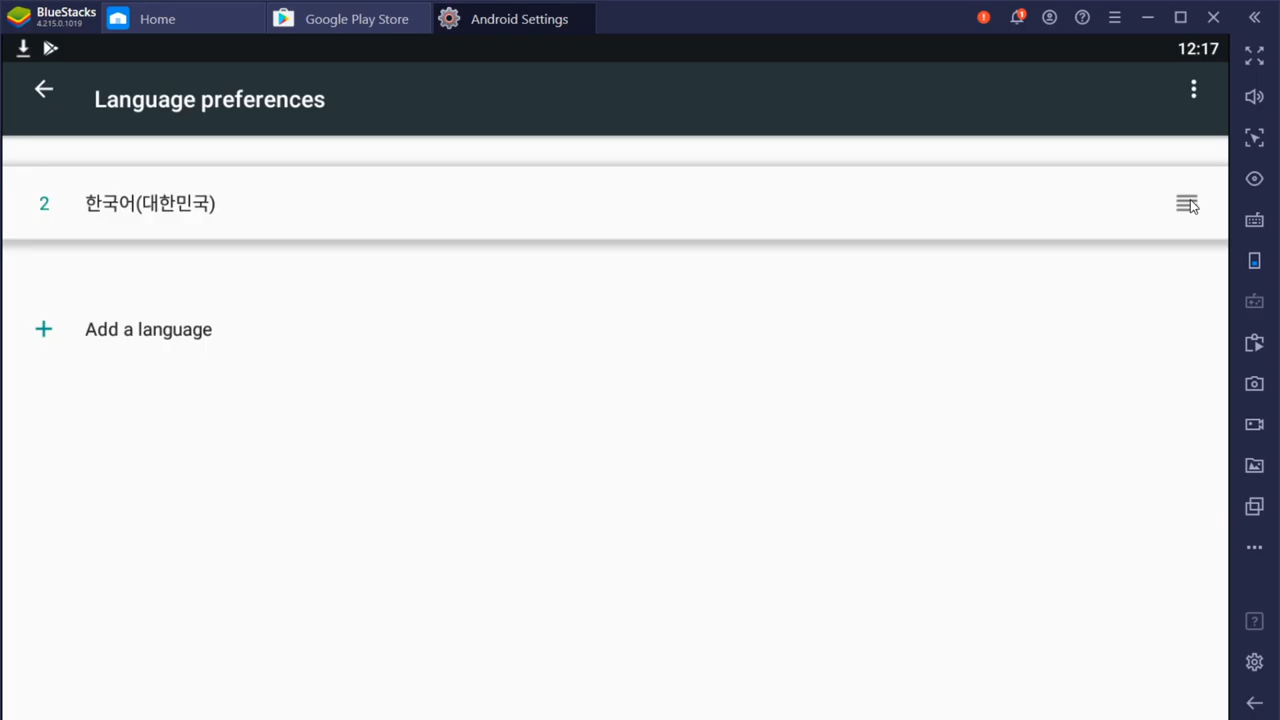 BlueStacks
4.215.0.1019
Home
Google Play Store
Android Settings
12:17
Language preferences
2 한국어(대한민국)
+ Add a language